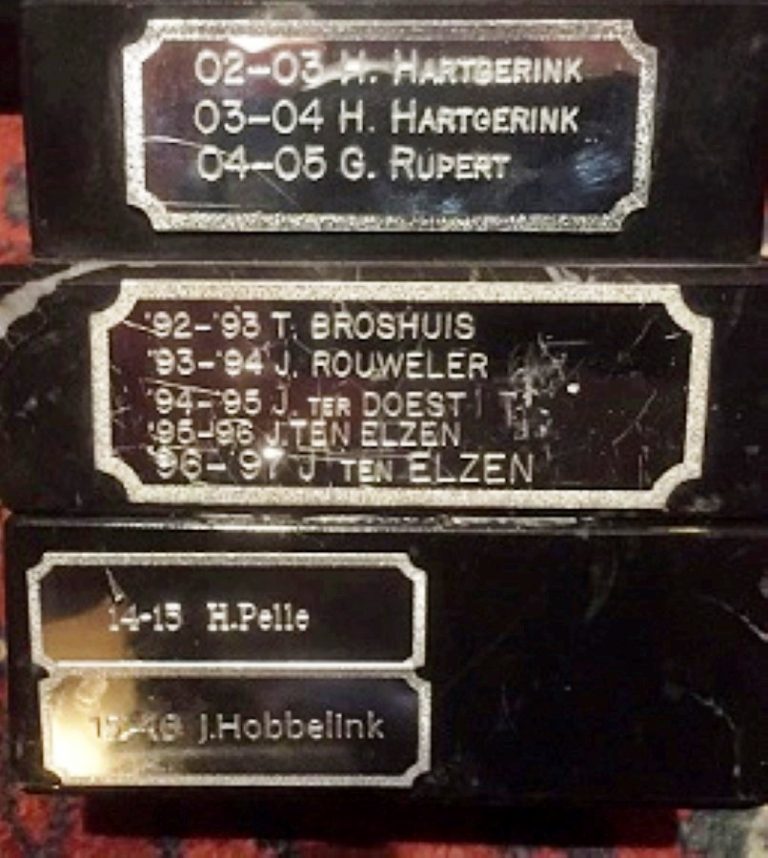 02-03 H. HARTGERINK
03-04 H. HARTGERINK
04-05 G. RUPERT
'92-'93 T. BROSHUIS
'93-'94 J. ROUWELER
'94-'95 J. TER DOEST
'95-96 J.TEN ELZEN
'96-'97 J TEN ELZEN
14-15 H.Pelle
J.Hobbelink